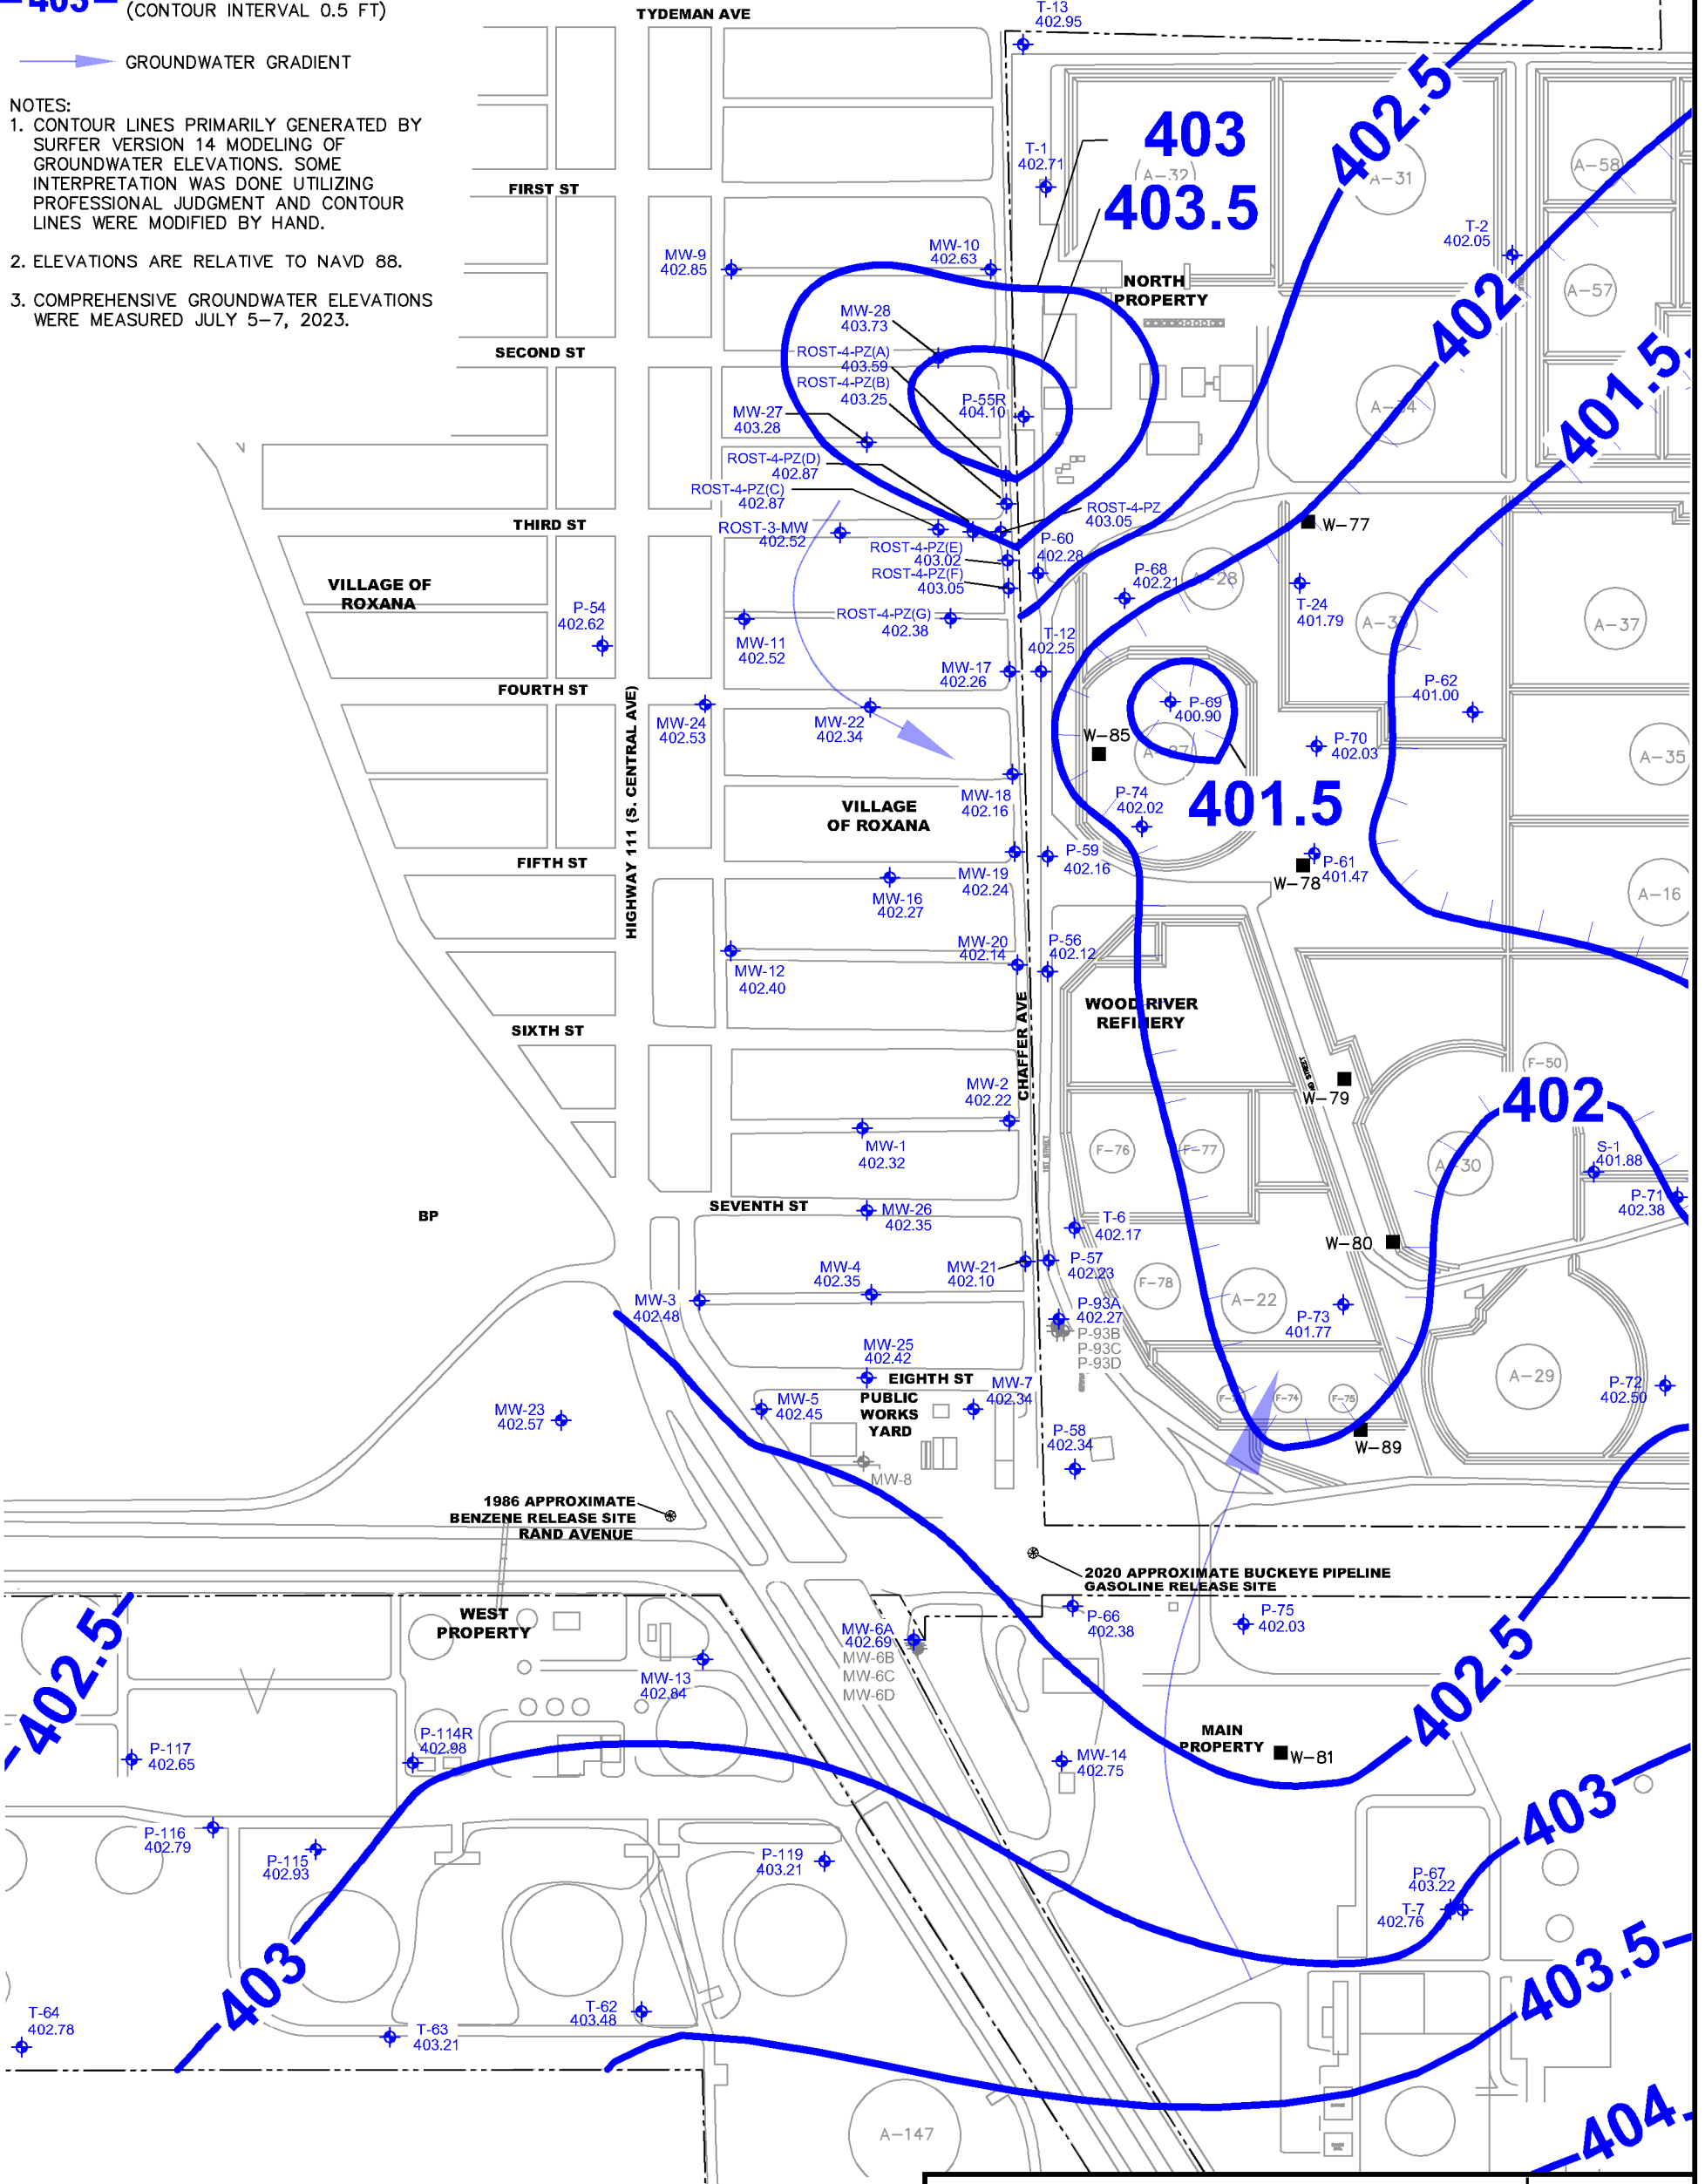 403
(CONTOUR INTERVAL 0.5 FT)
GROUNDWATER GRADIENT
NOTES:
1. CONTOUR LINES PRIMARILY GENERATED BY
SURFER VERSION 14 MODELING OF
GROUNDWATER ELEVATIONS. SOME
INTERPRETATION WAS DONE UTILIZING
PROFESSIONAL JUDGMENT AND CONTOUR
LINES WERE MODIFIED BY HAND.
2. ELEVATIONS ARE RELATIVE TO NAVD 88.
3. COMPREHENSIVE GROUNDWATER ELEVATIONS
WERE MEASURED JULY 5-7, 2023.
TYDEMAN AVE
T-13
402.95
403
403.5
402.5
T-1
402.71
A-32
A-31
A-58
FIRST ST
T-2
402.05
MW-9
402.85
MW-10
402.63
NORTH
PROPERTY
A-57
402
MW-28
403.73
SECOND ST
ROST-4-PZ(A)
403.59
ROST-4-PZ(B)
403.25
401.5
P-55R
404.10
A-34
MW-27
403.28
ROST-4-PZ(D)
402.87
ROST-4-PZ(C)
402.87
ROST-4-PZ
403.05
THIRD ST
ROST-3-MW
402.52
W-77
P-60
402.28
ROST-4-PZ(E)
403.02
ROST-4-PZ(F)
403.05
P-68
402.21
A-28
VILLAGE OF
ROXANA
P-54
402.62
ROST-4-PZ(G)
402.38
T-24
401.79
A-37
MW-11
402.52
T-12
402.25
MW-17
402.26
P-62
401.00
FOURTH ST
MW-24
402.53
MW-22
402.34
P-69
400.90
W-85
P-70
402.03
A-35
HIGHWAY 111 (S. CENTRAL AVE)
MW-18
402.16
P-74
402.02
401.5
VILLAGE
OF ROXANA
FIFTH ST
MW-19
402.24
P-59
402.16
P-61
401.47
W-78
MW-16
402.27
A-16
MW-12
402.40
MW-20
402.14
P-56
402.12
CHAFFER AVE
WOOD RIVER
REFINERY
SIXTH ST
F-50
MW-2
402.22
W-79
402
1ST STREET
MW-1
402.32
F-76
F-77
A-30
S-1
401.88
P-71
402.38
BP
SEVENTH ST
MW-26
402.35
T-6
402.17
W-80
MW-4
402.35
MW-21
402.10
P-57
402.23
F-78
A-22
MW-3
402.48
P-93A
402.27
P-93B
P-93C
P-93D
P-73
401.77
MW-25
402.42
EIGHTH ST
A-29
MW-23
402.57
MW-5
402.45
PUBLIC
WORKS
YARD
MW-7
402.34
F-74
F-75
P-72
402.50
P-58
402.34
W-89
MW-8
1986 APPROXIMATE
BENZENE RELEASE SITE
RAND AVENUE
2020 APPROXIMATE BUCKEYE PIPELINE
GASOLINE RELEASE SITE
402.5
WEST
PROPERTY
P-66
402.38
P-75
402.03
MW-6A
402.69
MW-6B
MW-6C
MW-6D
402.5
MW-13
402.84
P-117
402.65
P-114R
402.98
MAIN
PROPERTY
W-81
MW-14
402.75
403
P-116
402.79
P-115
402.93
P-119
403.21
P-67
403.22
T-7
402.76
403
403.5
T-64
402.78
T-63
403.21
T-62
403.48
A-147
404